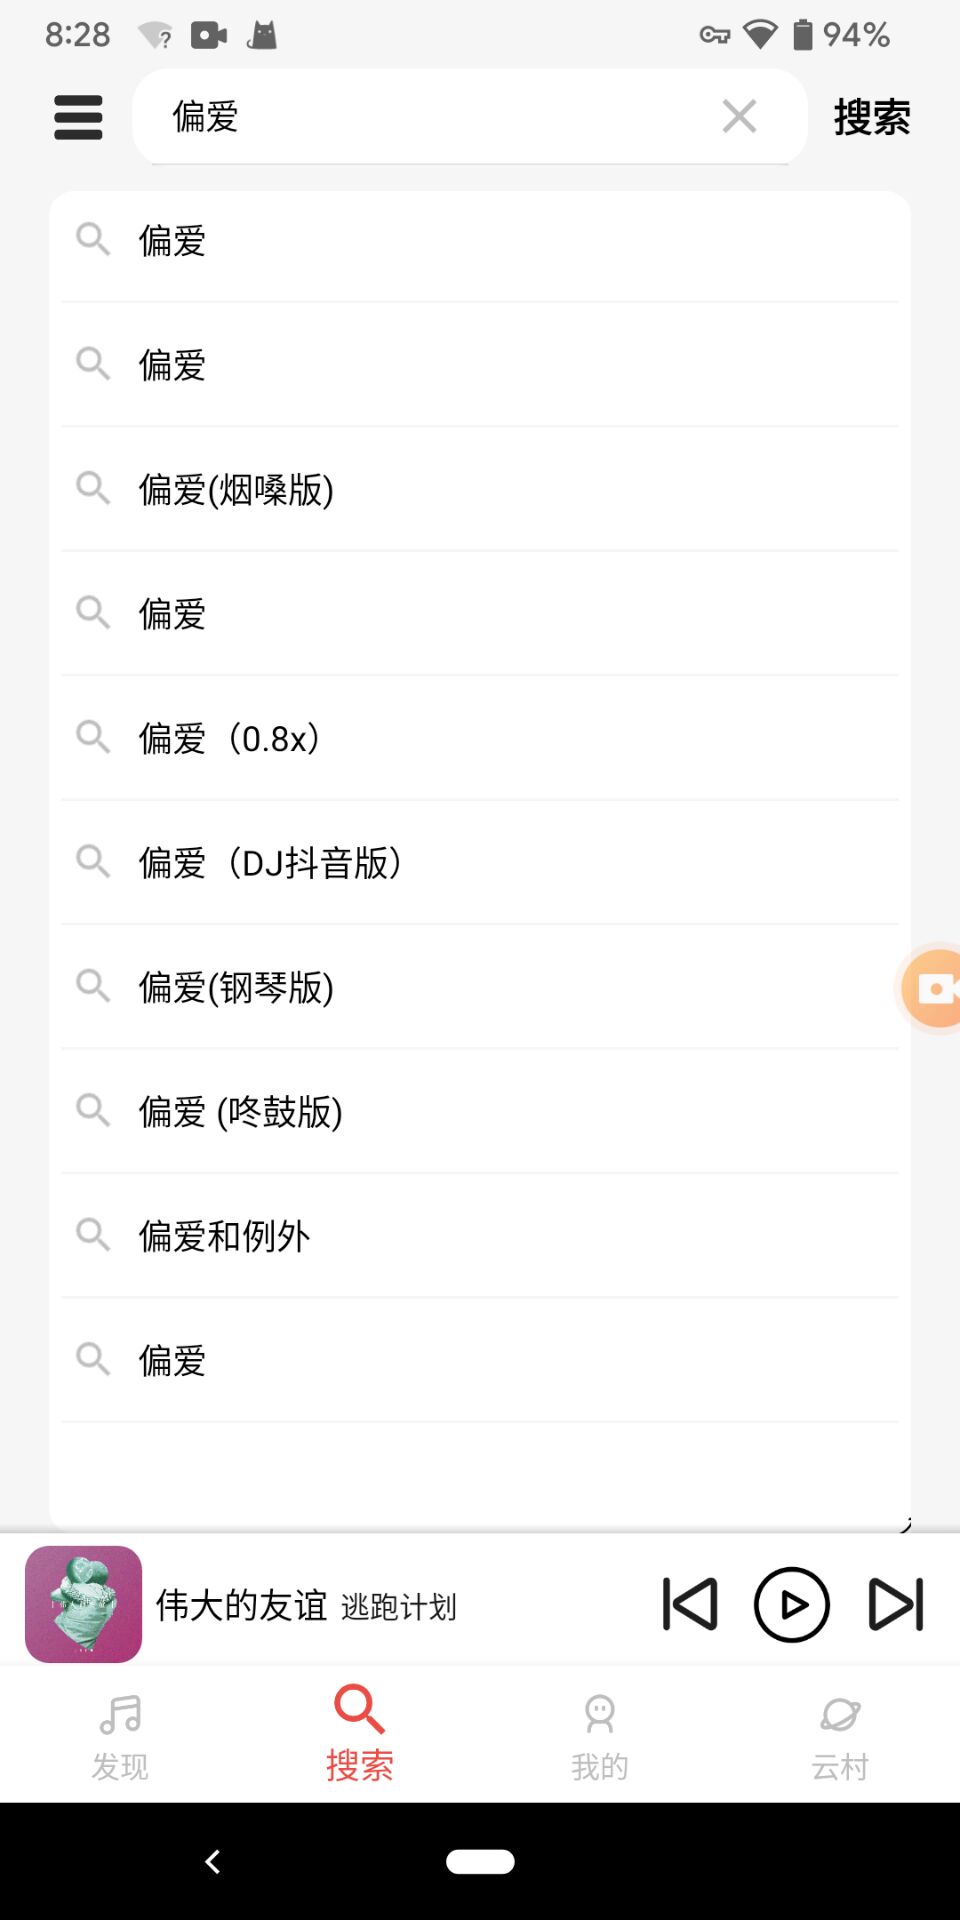 8:28
94%
偏爱
搜索
偏爱
偏爱
偏爱(烟嗓版)
偏爱
偏爱（0.8x）
偏爱（DJ抖音版）
偏爱(钢琴版)
偏爱 (咚鼓版)
偏爱和例外
偏爱
伟大的友谊 逃跑计划
发现
搜索
我的
云村